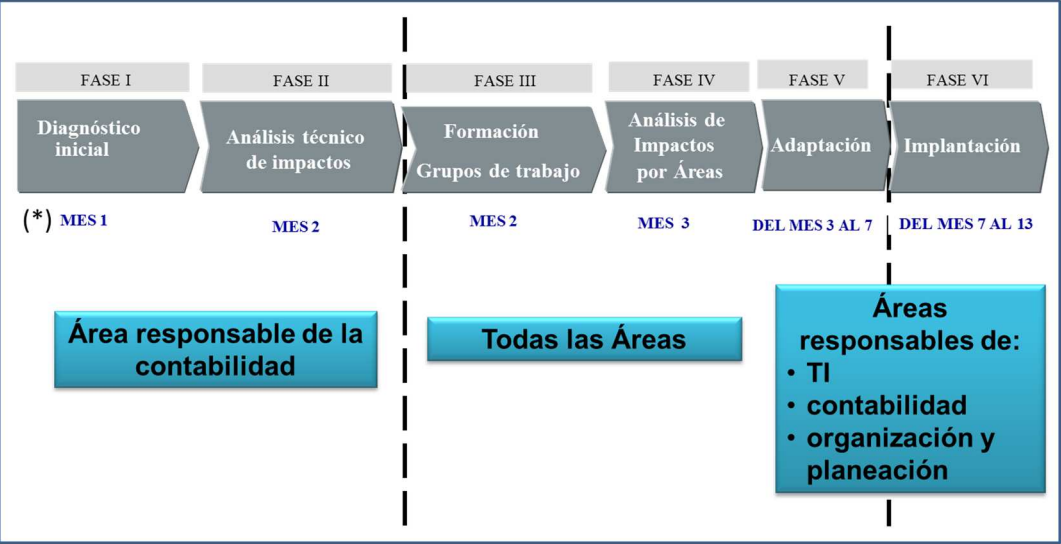 FASE I
FASE II
FASE III
FASE IV
FASE V
FASE VI
Diagnóstico
inicial
Análisis técnico
de impactos
Formación
Grupos de trabajo
Análisis de
Impactos
por Áreas
Adaptación
Implantación
(*) MES 1
MES 2
MES 2
MES 3
DEL MES 3 AL 7
DEL MES 7 AL 13
Área responsable de la
contabilidad
Todas las Áreas
Áreas
responsables de:
• TI
• contabilidad
• organización y
planeación